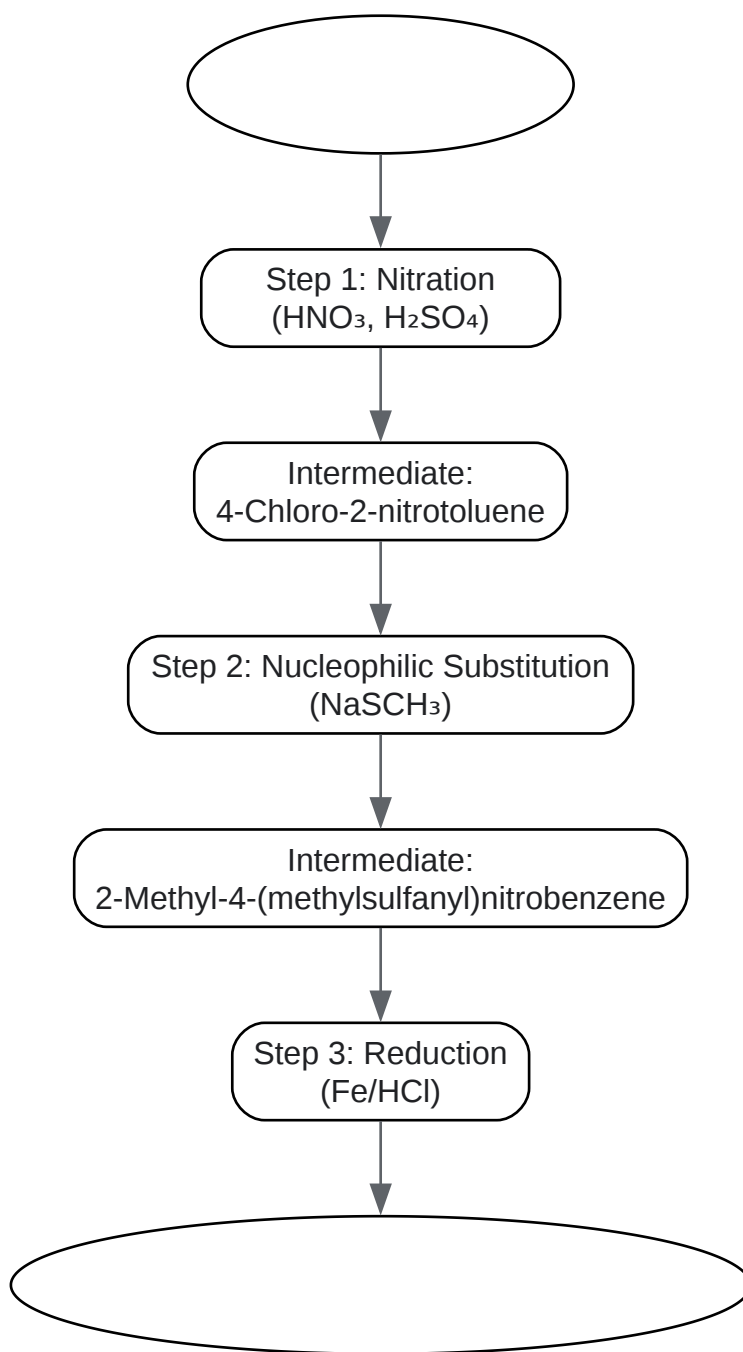 Step 1: Nitration
(HNO₃, H₂SO₄)
Intermediate:
4-Chloro-2-nitrotoluene
Step 2: Nucleophilic Substitution
(NaSCH₃)
Intermediate:
2-Methyl-4-(methylsulfanyl)nitrobenzene
Step 3: Reduction
(Fe/HCl)